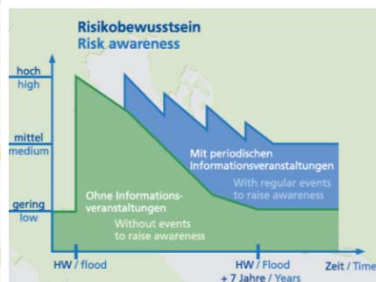 Risikobewusstsein
Risk awareness
hoch
high
mittel
medium
gering
low
Mit periodischen
Informationsveranstaltungen
With regular events
to raise awareness
Ohne Informations-
veranstaltungen
Without events
to raise awareness
HW / flood
HW / Flood
+ 7 Jahre / Years
Zeit / Time